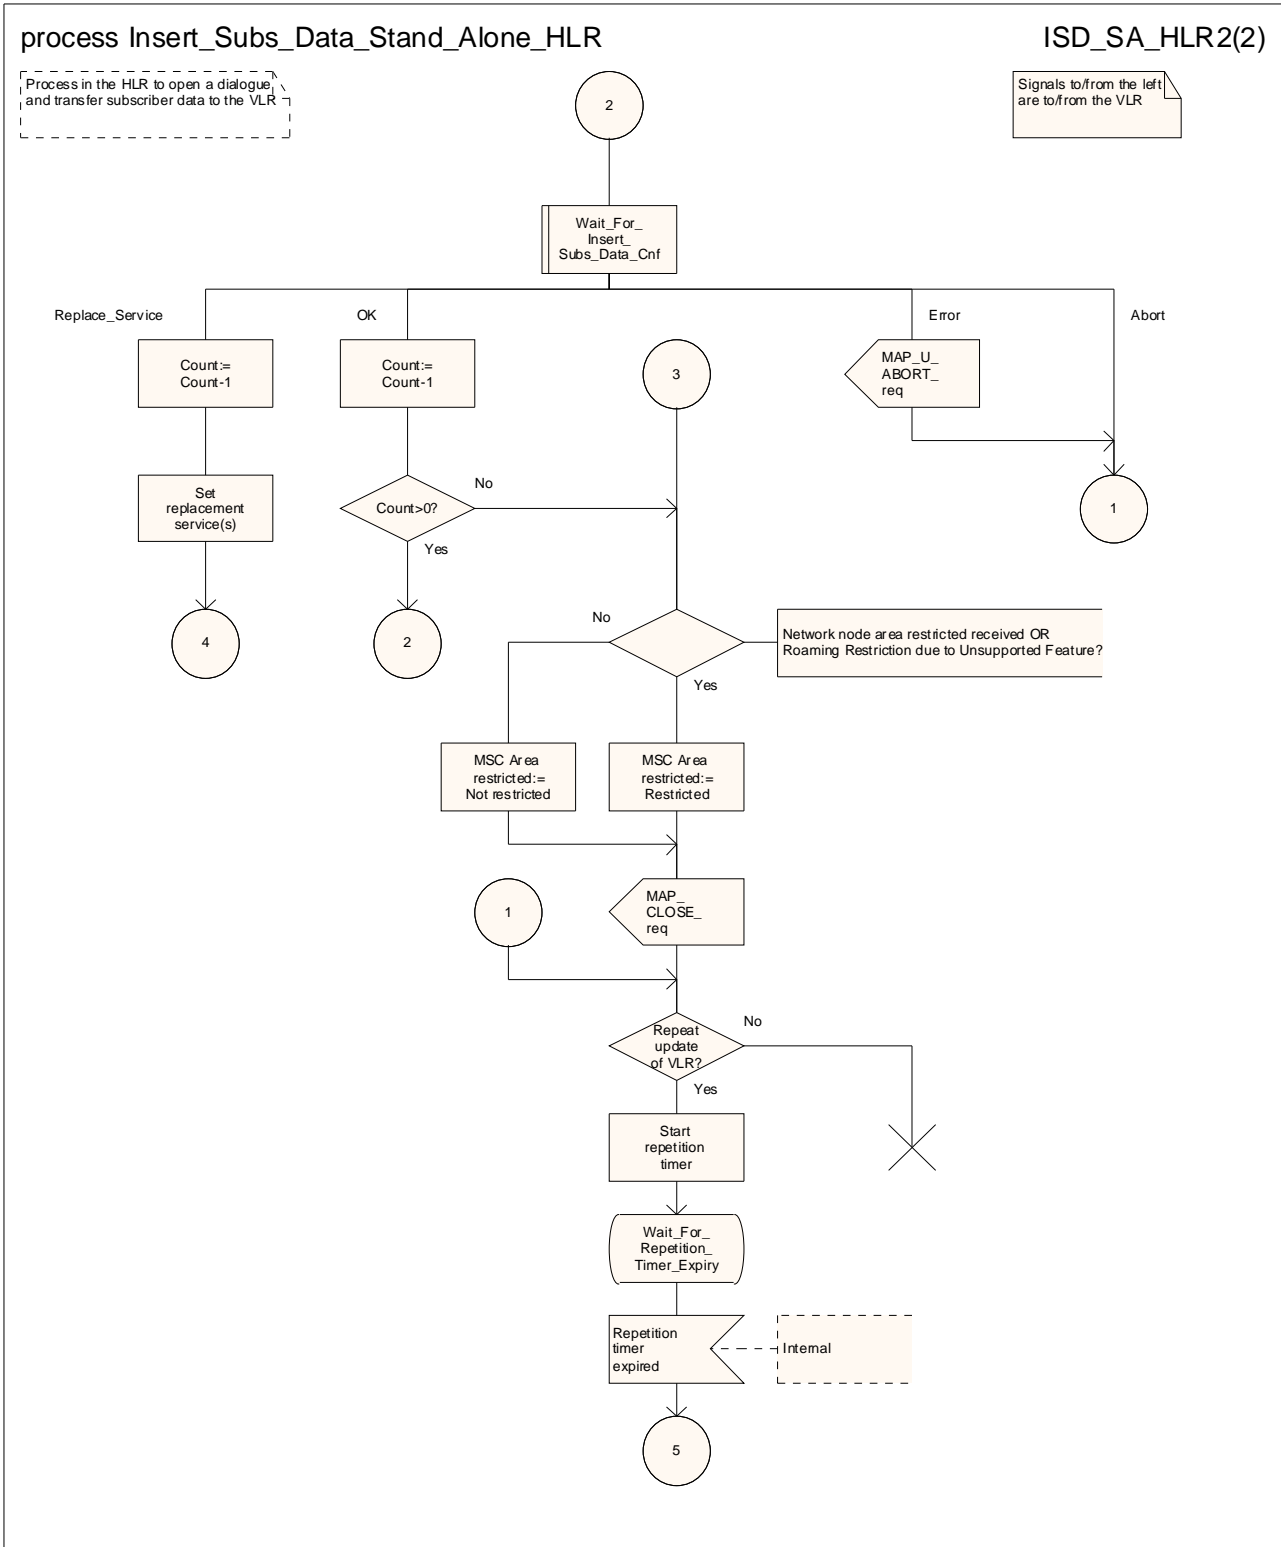 process Insert_Subs_Data_Stand_Alone_HLR
ISD_SA_HLR2(2)
Process in the HLR to open a dialogue
and transfer subscriber data to the VLR
Signals to/from the left
are to/from the VLR
2
Wait_For_
Insert_
Subs_Data_Cnf
Replace_Service
OK
Error
Abort
Count:=
Count-1
Count:=
Count-1
3
MAP_U_
ABORT_
req
Set
replacement
service(s)
Count>0?
No
Yes
1
4
2
No
Yes
Network node area restricted received OR
Roaming Restriction due to Unsupported Feature?
MSC Area
restricted:=
Not restricted
MSC Area
restricted:=
Restricted
1
MAP_
CLOSE_
req
Repeat
update
of VLR?
No
Yes
Start
repetition
timer
Wait_For_
Repetition_
Timer_Expiry
Repetition
timer
expired
Internal
5